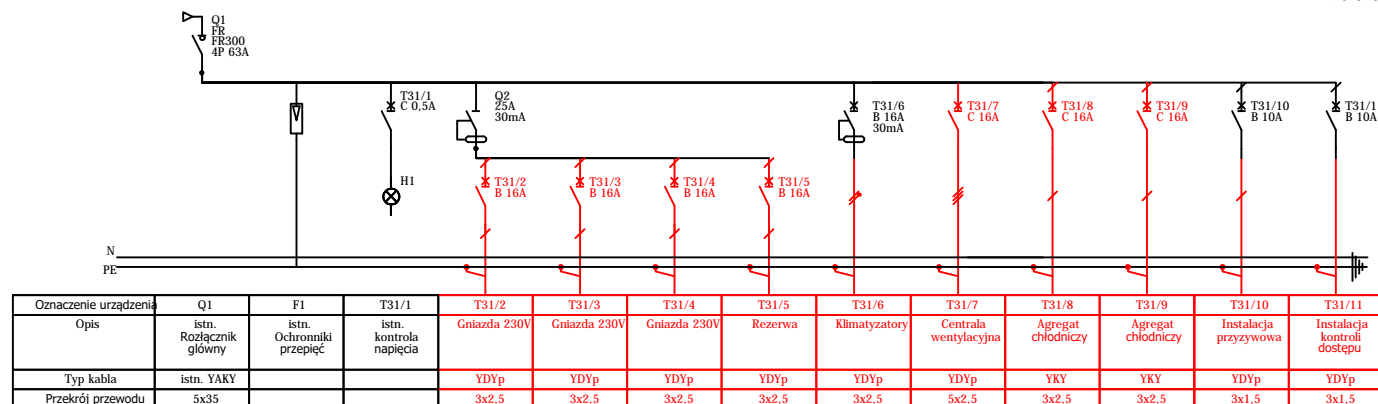 Q1
FR
FR300
4P 63A
T31/1
C 0,5A
Q2
25A
30mA
T31/6
B 16A
30mA
T31/7
C 16A
T31/8
C 16A
T31/9
C 16A
T31/10
B 10A
T31/1
B 10A
H1
T31/2
B 16A
T31/3
B 16A
T31/4
B 16A
T31/5
B 16A
N
PE
Oznaczenie urządzenia Q1 F1 T31/1 T31/2 T31/3 T31/4 T31/5 T31/6 T31/7 T31/8 T31/9 T31/10 T31/11
Opis istn. istn. istn. Gniazda 230V Gniazda 230V Gniazda 230V Rezerwa Klimatyzatory Centrala Agregat Agregat Instalacja Instalacja
Rozłącznik Ochronniki kontrola wentylacyjna chłodniczy chłodniczy przyzywowa kontroli
główny przepięć napięcia dostępu
Typ kabla istn. YAKY YDYp YDYp YDYp YDYp YDYp YDYp YKY YKY YDYp YDYp
Przekrój przewodu 5x35 3x2,5 3x2,5 3x2,5 3x2,5 3x2,5 5x2,5 3x2,5 3x2,5 3x1,5 3x1,5